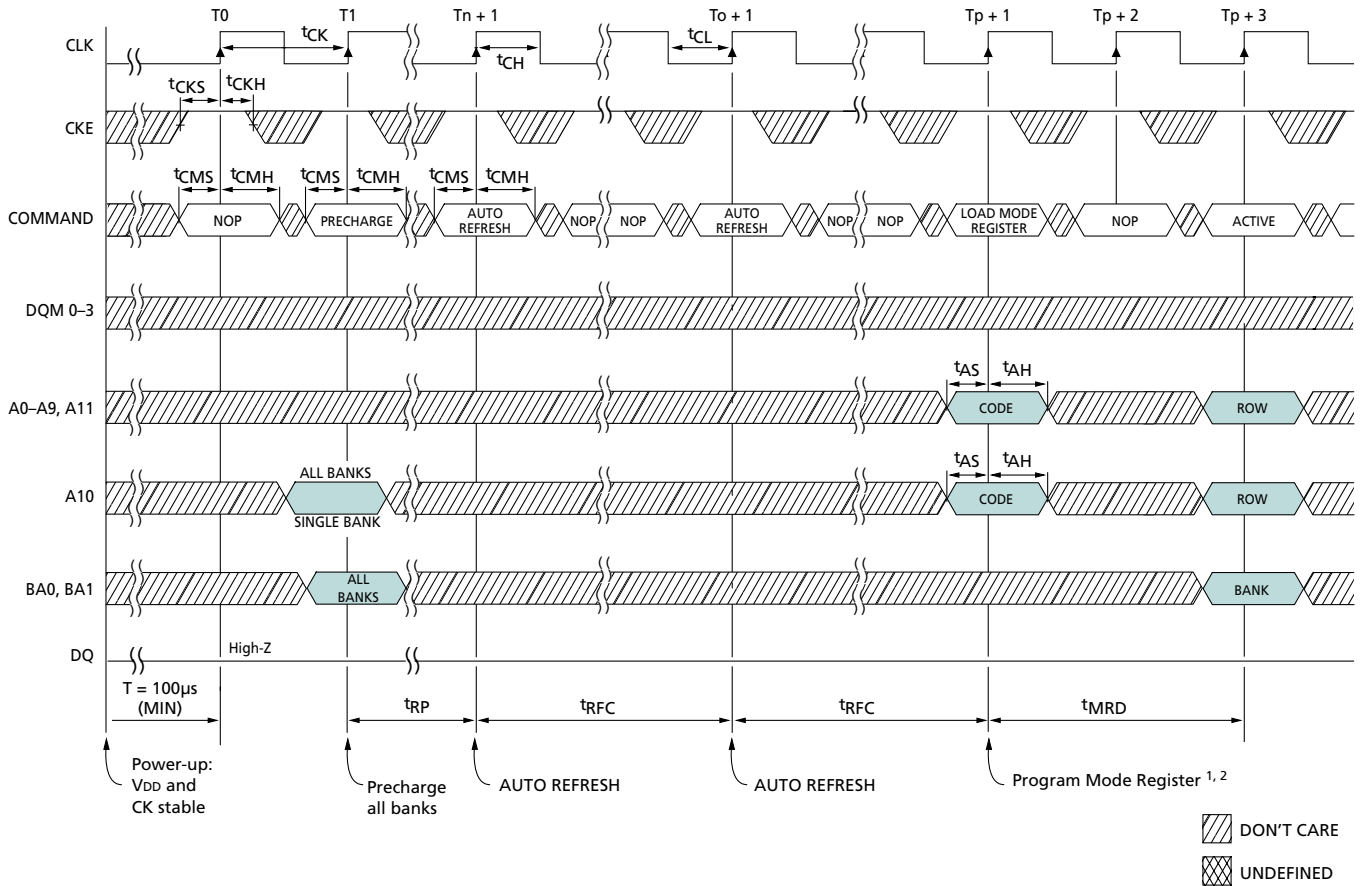 T0 T1 Tn + 1 To + 1 Tp + 1 Tp + 2 Tp + 3
CLK tCK tCH tCL
tCKS tCKH
CKE
tCMS tCMH tCMS tCMH tCMS tCMH
COMMAND NOP PRECHARGE AUTO REFRESH NOP NOP AUTO REFRESH NOP NOP LOAD MODE REGISTER NOP ACTIVE
DQM 0–3
tAS tAH
A0–A9, A11 CODE ROW
ALL BANKS tAS tAH
A10 CODE ROW
SINGLE BANK
BA0, BA1 ALL BANKS BANK
DQ High-Z
T = 100µs
(MIN)
tRP tRFC tRFC tMRD
Power-up:
VDD and
CK stable
Precharge
all banks
AUTO REFRESH
AUTO REFRESH
Program Mode Register 1, 2
DON'T CARE
UNDEFINED